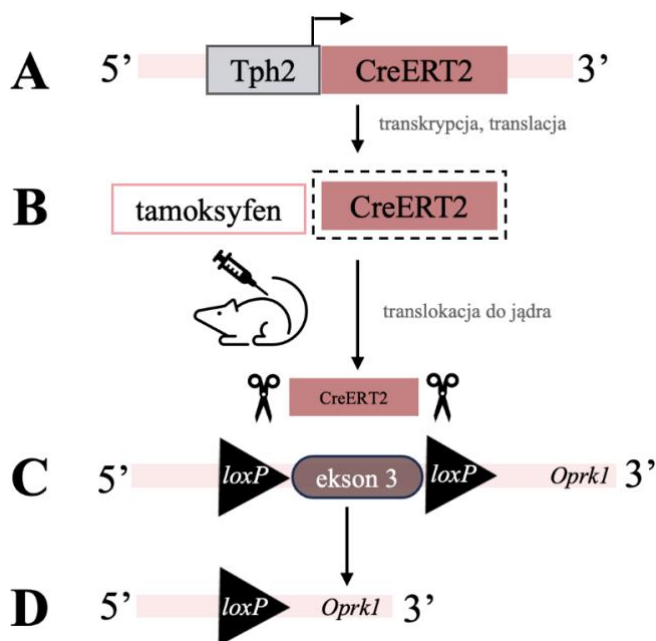 A 5’ Tph2 CreERT2 3’
transkrypcja, translacja
B tamoksyfen CreERT2
translokacja do jądra
CreERT2
C 5’ loxP ekson 3 loxP Oprk1 3’
D 5’ loxP Oprk1 3’